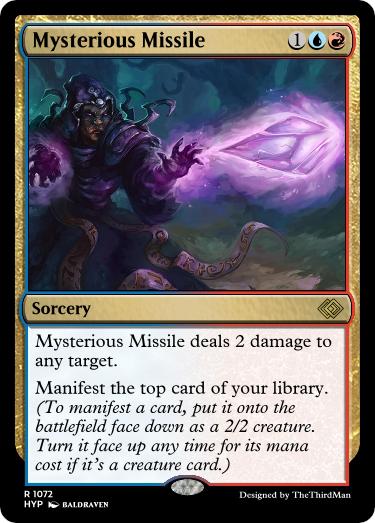 Mysterious Missile 1
Sorcery
Mysterious Missile deals 2 damage to
any target.
Manifest the top card of your library.
(To manifest a card, put it onto the
battlefield face down as a 2/2 creature.
Turn it face up any time for its mana
cost if it's a creature card.)
R 1072
HYP BALDRAVEN
Designed by TheThirdMan